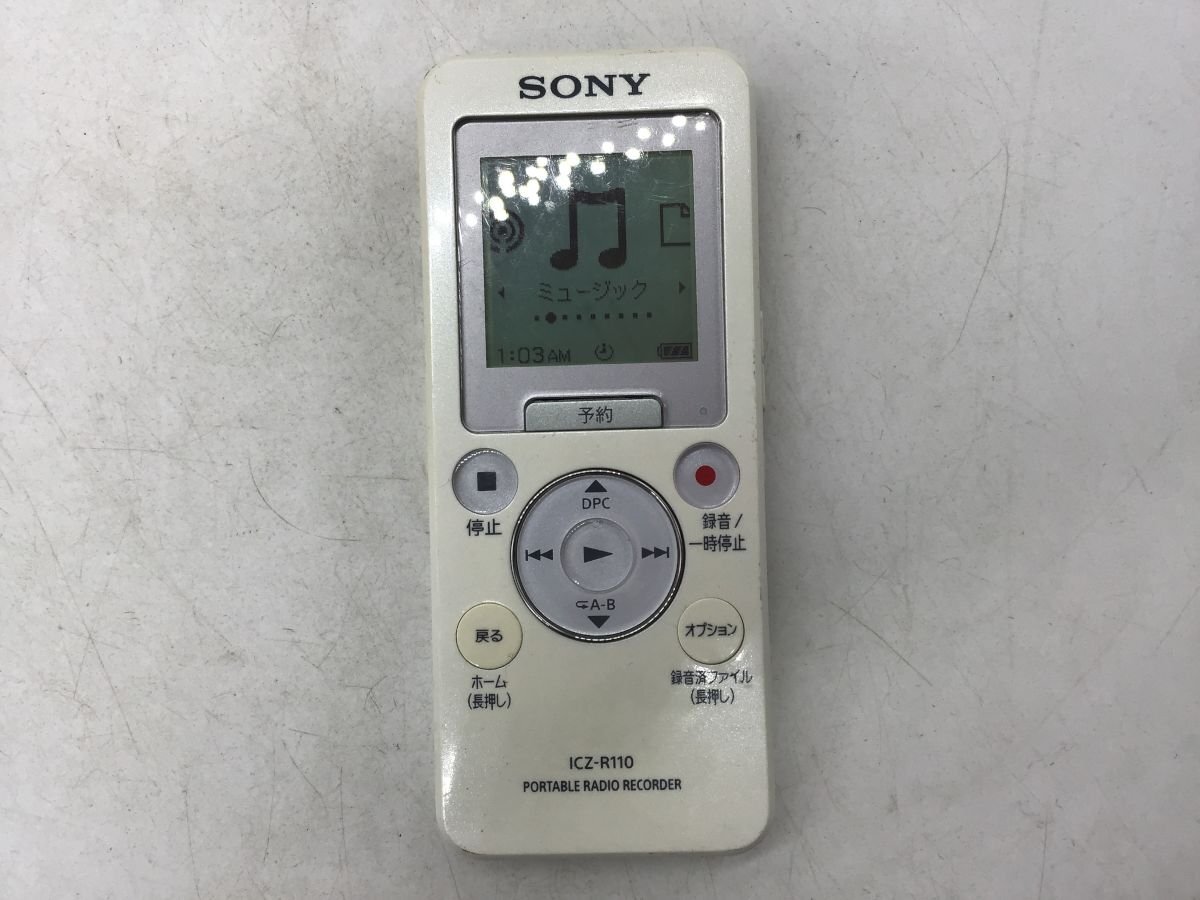 SONY
ミュージック
1:03AM
予約
停止
DPC
録音/
一時停止
A-B
戻る
オプション
ホーム
(長押し)
録音済ファイル
(長押し)
ICZ-R110
PORTABLE RADIO RECORDER